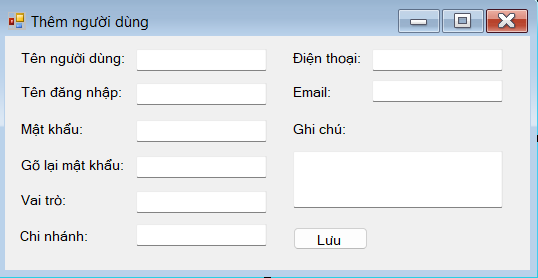 Thêm người dùng
Tên người dùng:
Tên đăng nhập:
Mật khẩu:
Gõ lại mật khẩu:
Vai trò:
Chi nhánh:
Điện thoại:
Email:
Ghi chú:
Lưu